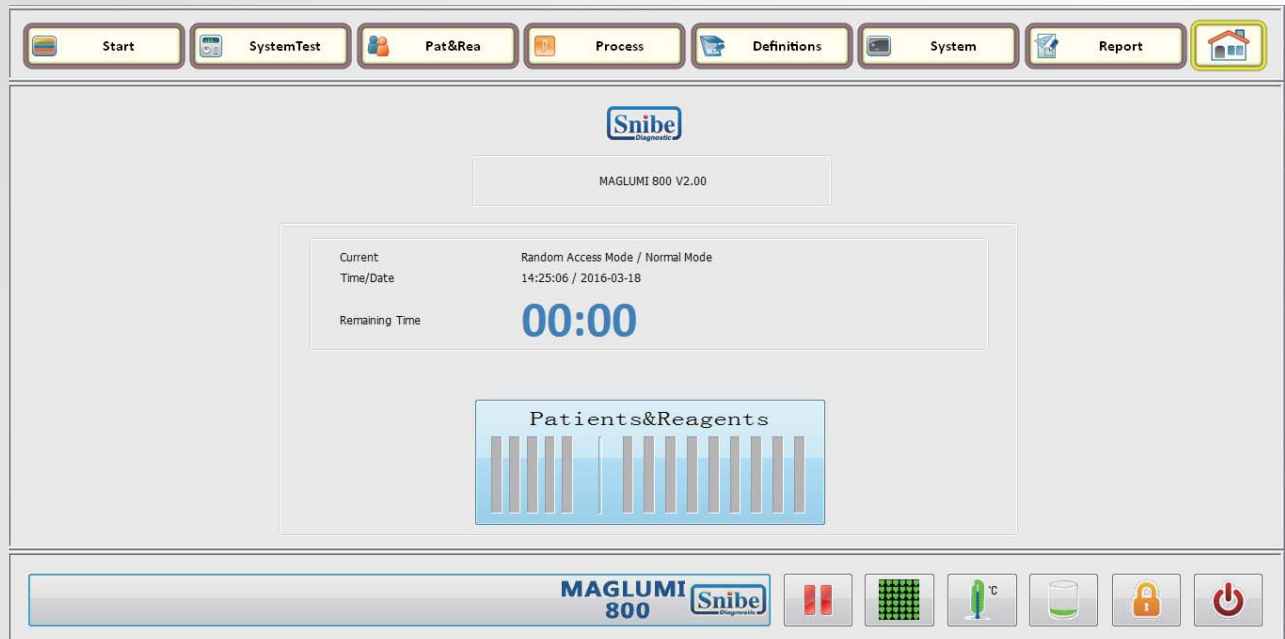 Start SystemTest Pat&Rea Process Definitions System Report
Snibe
Diagnostic
MAGLUMI 800 V2.00
Current Random Access Mode / Normal Mode
Time/Date 14:25:06 / 2016-03-18
Remaining Time 00:00
Patients&Reagents
MAGLUMI
800
Snibe
Diagnostic
°C